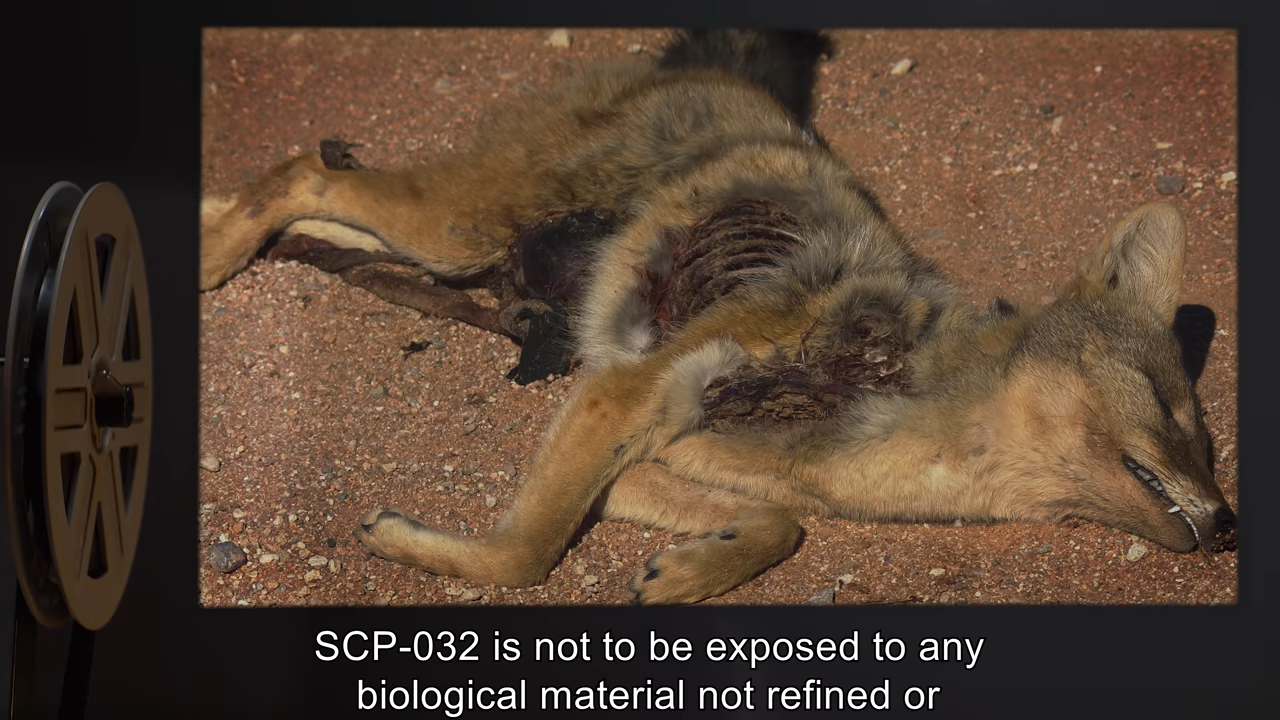 SCP-032 is not to be exposed to any
biological material not refined or